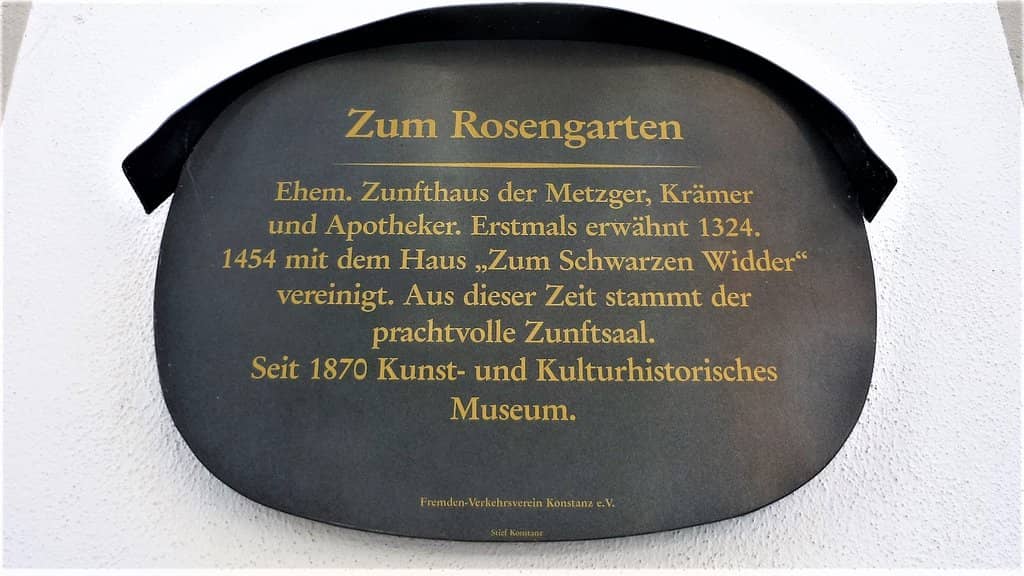 Zum Rosengarten
Ehem. Zunfthaus der Metzger, Krämer
und Apotheker. Erstmals erwähnt 1324.
1454 mit dem Haus „Zum Schwarzen Widder“
vereinigt. Aus dieser Zeit stammt der
prachtvolle Zunftsaal.
Seit 1870 Kunst- und Kulturhistorisches
Museum.
Fremden-Verkehrsverein Konstanz e.V.
Stief Konstanz